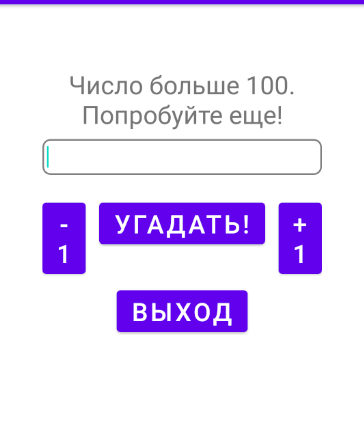 Число больше 100.
Попробуйте еще!
- 1
УГАДАТЬ!
+ 1
ВЫХОД